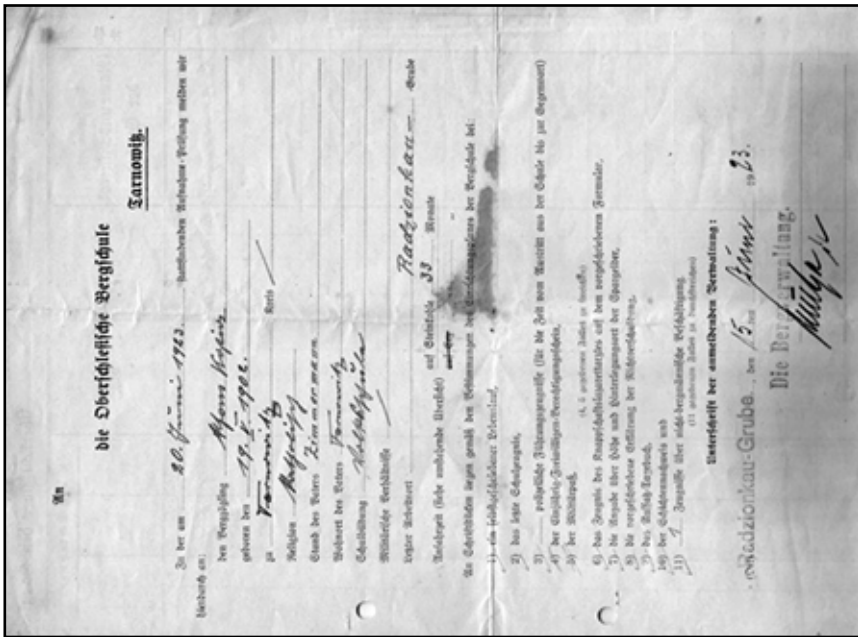 An
die Oberschlesische Bergschule
Tarnowitz.
Zu der am 20. Juni 1923. stattfindenden Aufnahme-Prüfung melden wir
hierdurch an:
den Bergzögling
geboren den 19. V. 1902.
zu Tarnowitz Kreis
Religion
Stand des Vaters Zimmermann
Wohnort des Vaters Tarnowitz
Schulbildung Volksschule
Militärische Verhältnisse
Letzter Arbeitsort Radzionkau- Grube
(siehe umstehende Übersicht) auf Steinkohle 33 Monate
An Schriftstücken liegen gemäß den Bestimmungen der Bergschule bei:
1) ein selbstgeschriebener Lebenslauf,
2) das letzte Schulzeugnis,
3) polizeiliche Führungszeugnisse (für die Zeit vom Austritt aus der Schule bis zur Gegenwart)
4) der Einjährig-Freiwilligen-Berechtigungsschein,
5) der Militärpaß,
6) das Zeugnis des Knappschaftsoberarztes auf dem vorgeschriebenen Formular,
7) die Angabe über Höhe und Hinterlegungsort der Spargelder,
8) die vorgeschriebene Erklärung der
9) das Tagebuch,
10) der und
11) 1 Zeugnisse über nicht-bergmännische Beschäftigung.
Unterschrift der anmeldenden Verwaltung:
Radzionkau-Grube, den 15. ten Juni 1923.
Die Bergverwaltung.